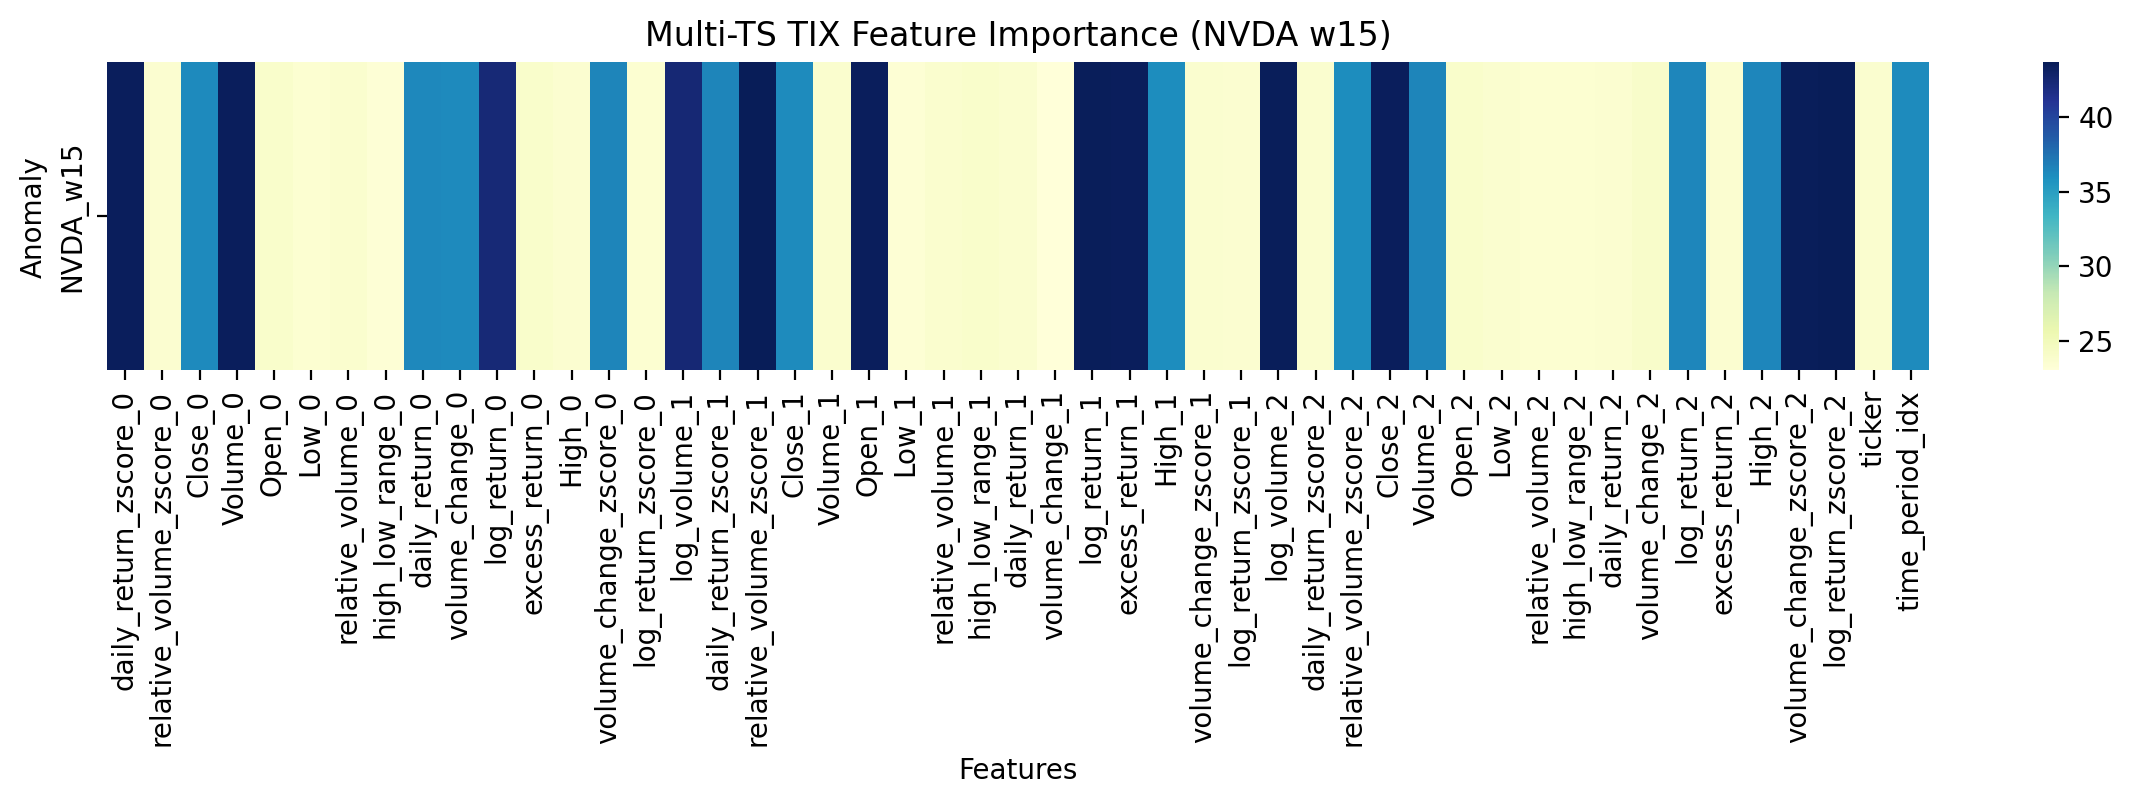 Multi-TS TIX Feature Importance (NVDA w15)
Anomaly
NVDA_w15
daily_return_zscore_0
relative_volume_zscore_0
Close_0
Volume_0
Open_0
Low_0
relative_volume_0
high_low_range_0
daily_return_0
volume_change_0
log_return_0
excess_return_0
High_0
volume_change_zscore_0
log_return_zscore_0
log_volume_1
daily_return_zscore_1
relative_volume_zscore_1
Close_1
Volume_1
Open_1
Low_1
relative_volume_1
high_low_range_1
daily_return_1
volume_change_1
log_return_1
excess_return_1
High_1
volume_change_zscore_1
log_return_zscore_1
log_volume_2
daily_return_zscore_2
relative_volume_zscore_2
Close_2
Volume_2
Open_2
Low_2
relative_volume_2
high_low_range_2
daily_return_2
volume_change_2
log_return_2
excess_return_2
High_2
volume_change_zscore_2
log_return_zscore_2
ticker
time_period_idx
Features
40
35
30
25